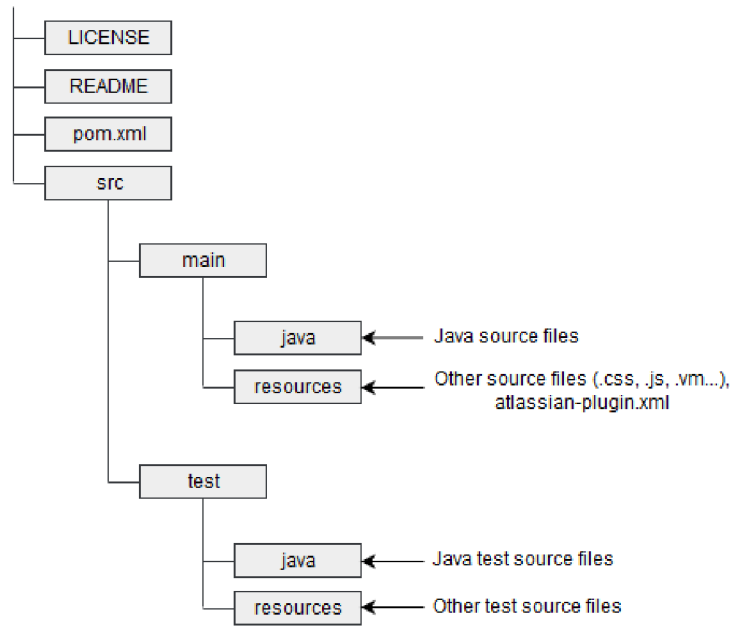 LICENSE
README
pom.xml
src
main
java
Java source files
resources
Other source files (.css, .js, .vm...),
atlassian-plugin.xml
test
java
Java test source files
resources
Other test source files